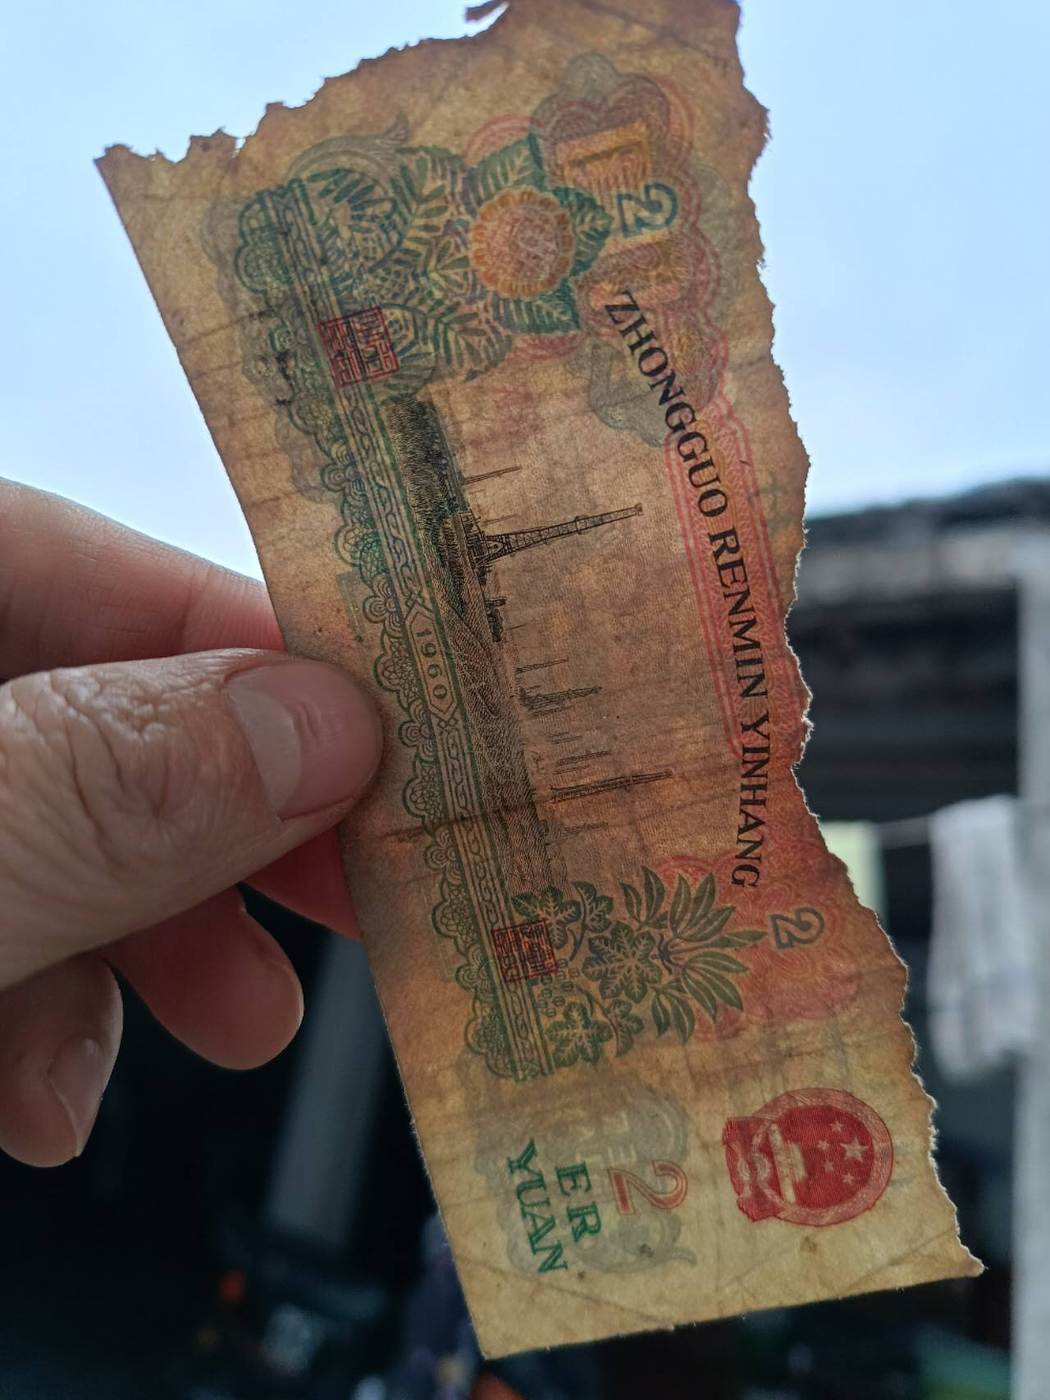 ZHONGGUO RENMIN YINHANG
2
2
2
ER
YUAN
1960